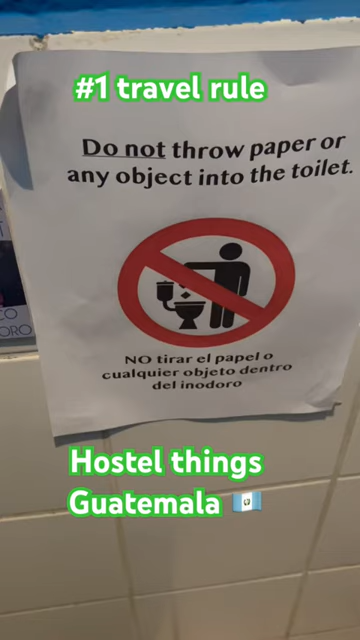 #1 travel rule
Do not throw paper or
any object into the toilet.
NO tirar el papel o
cualquier objeto dentro
del inodoro
ORO
Hostel things
Guatemala 🇬🇹